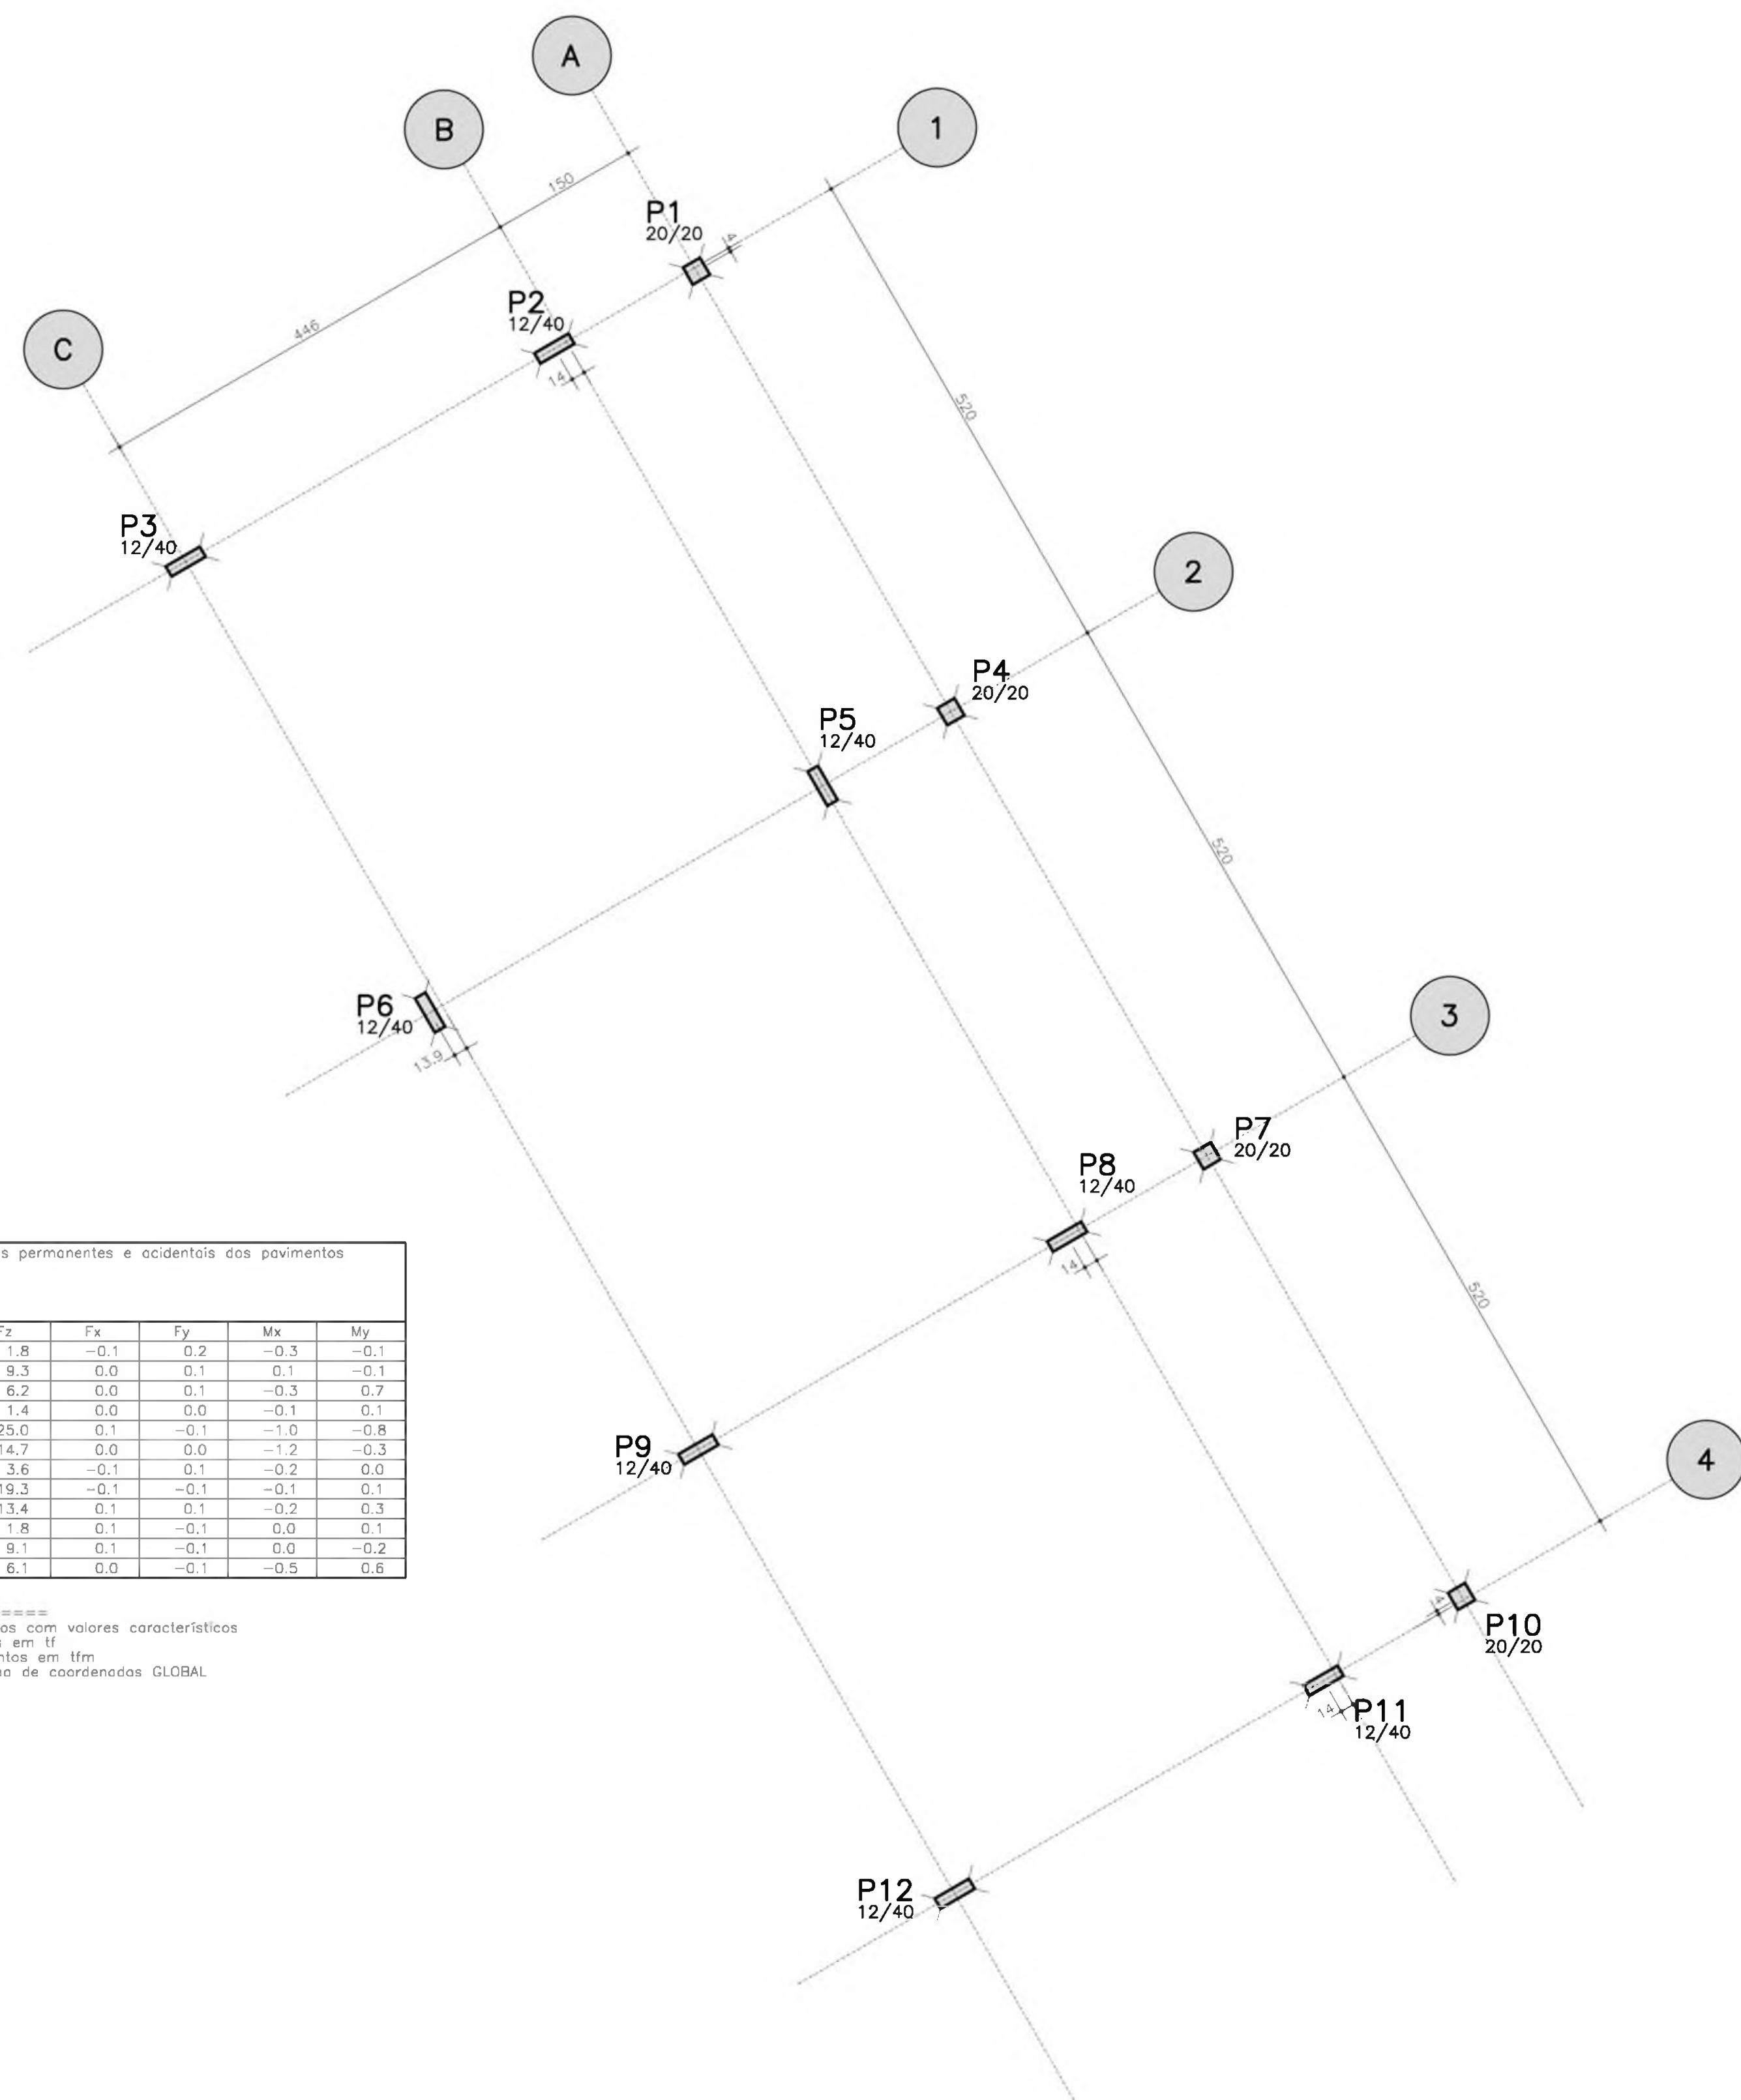 A
B
1
150
P1
20/20
4
P2
12/40
446
C
14
520
P3
12/40
2
P4
20/20
P5
12/40
520
P6
12/40
3
13.9
P7
20/20
P8
12/40
14
s permanentes e acidentais dos pavimentos
520
Fz Fx Fy Mx My
1.8 -0.1 0.2 -0.3 -0.1
9.3 0.0 0.1 0.1 -0.1
6.2 0.0 0.1 -0.3 0.7
1.4 0.0 0.0 -0.1 0.1
25.0 0.1 -0.1 -1.0 -0.8
14.7 0.0 0.0 -1.2 -0.3
3.6 -0.1 0.1 -0.2 0.0
19.3 -0.1 -0.1 -0.1 0.1
13.4 0.1 0.1 -0.2 0.3
1.8 0.1 -0.1 0.0 0.1
9.1 0.1 -0.1 0.0 -0.2
6.1 0.0 -0.1 -0.5 0.6
P9
12/40
4
4
P10
20/20
====
os com valores característicos
s em tf
ntos em tfm
a de coordenadas GLOBAL
14
P11
12/40
P12
12/40